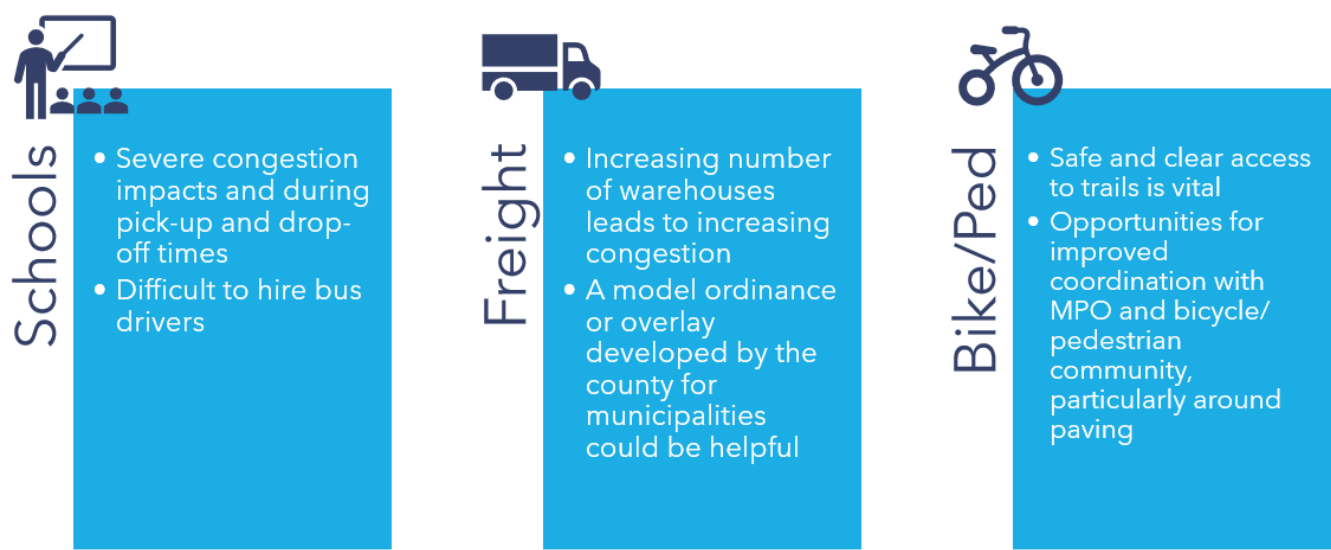 Schools
• Severe congestion
impacts and during
pick-up and drop-
off times
• Difficult to hire bus
drivers
Freight
• Increasing number
of warehouses
leads to increasing
congestion
• A model ordinance
or overlay
developed by the
county for
municipalities
could be helpful
Bike/Ped
• Safe and clear access
to trails is vital
• Opportunities for
improved
coordination with
MPO and bicycle/
pedestrian
community,
particularly around
paving